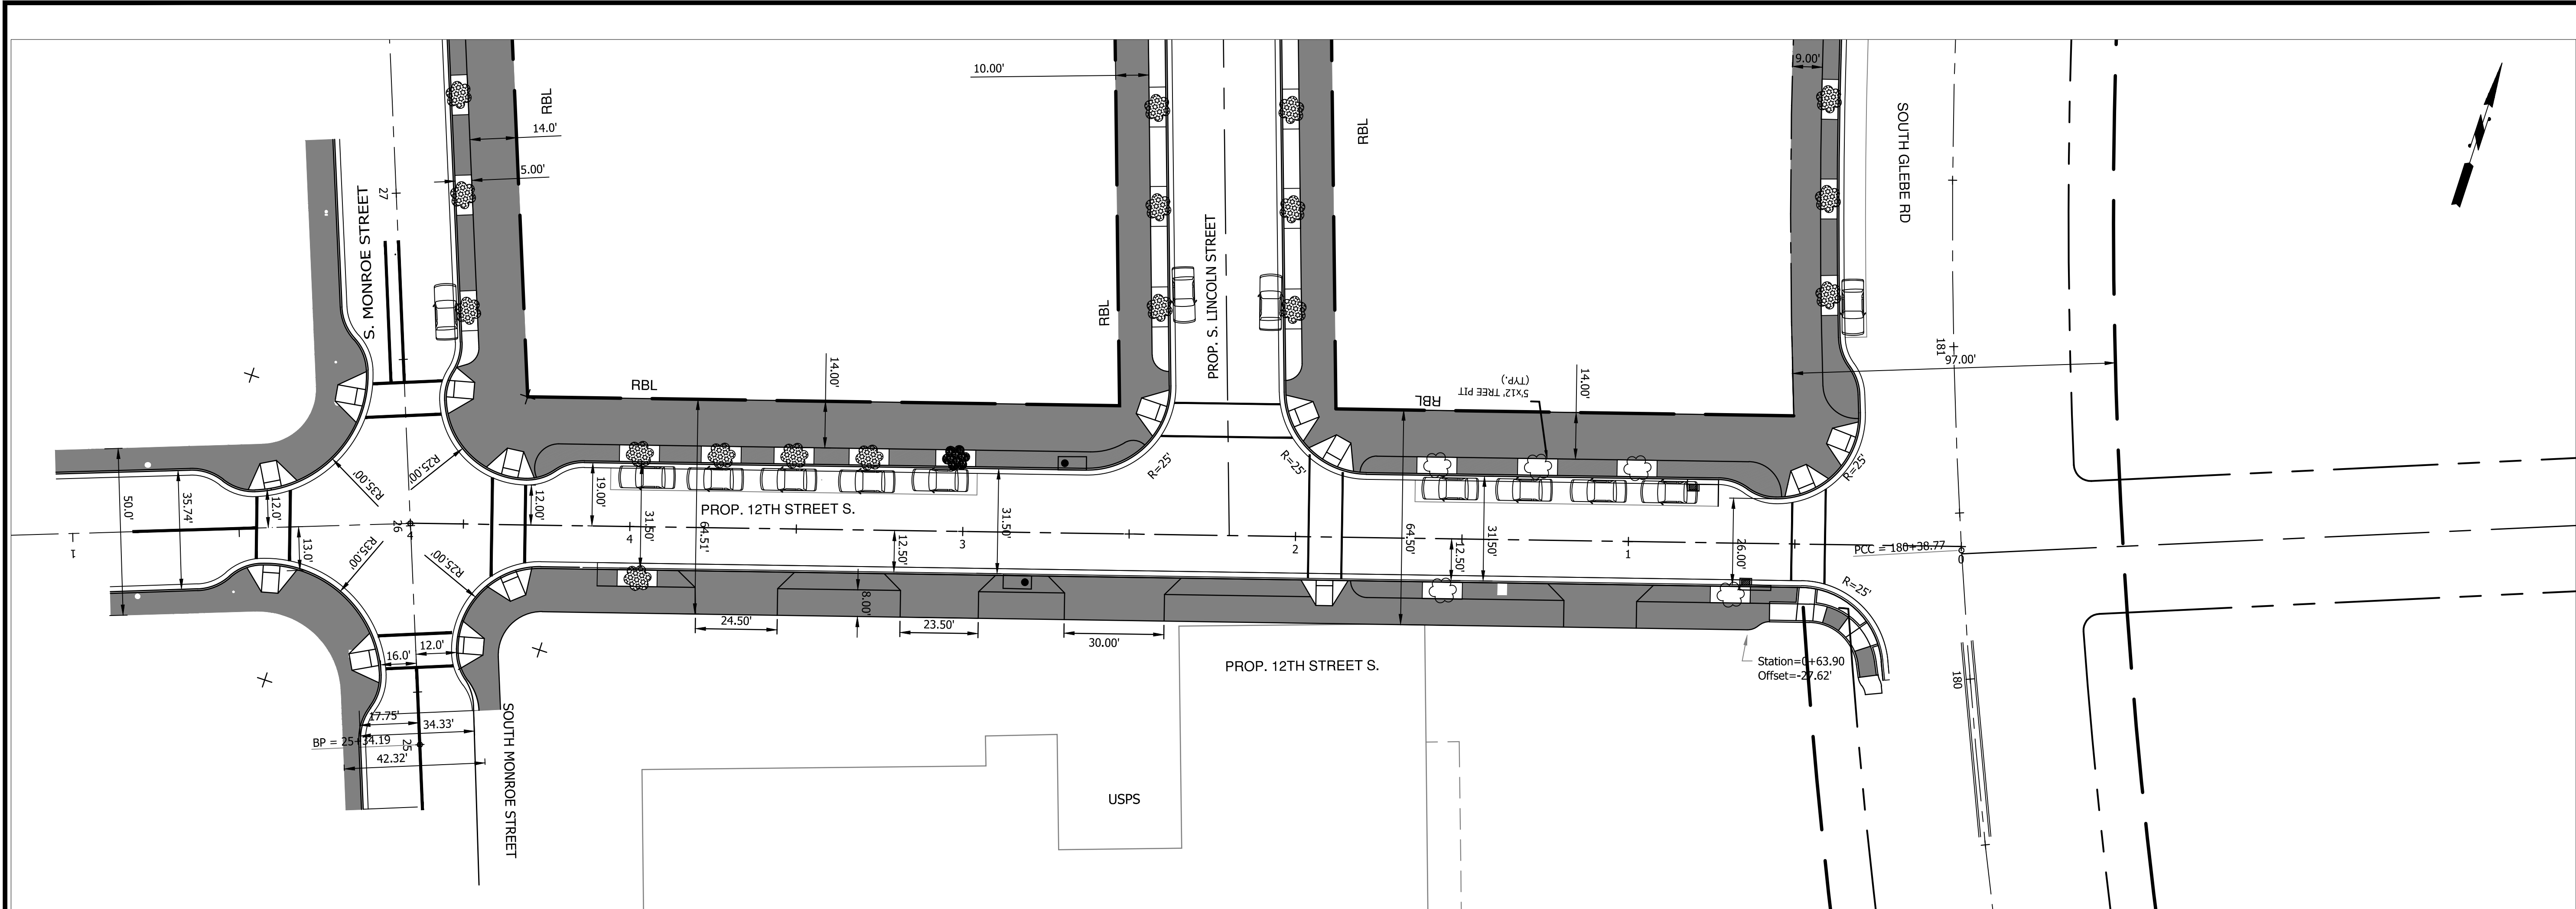 10.00'
9.00'
RBL
14.0'
5.00'
27
S. MONROE STREET
RBL
SOUTH GLEBE RD
PROP. S. LINCOLN STREET
RBL
181
97.00'
RBL
14.00'
5'x12' TREE PIT
(TYP.)
14.00'
RBL
R35.00'
R25.00'
R=25'
R=25'
R=25'
50.0'
35.74'
12.0'
12.00'
19.00'
31.50'
64.51'
PROP. 12TH STREET S.
31.50'
64.50'
31.50'
26.00'
1
26
4
4
3
2
1
0
PCC = 180+38.77
13.0'
R35.00'
R25.00'
12.50'
12.50'
8.00'
R=25'
24.50'
23.50'
30.00'
16.0'
12.0'
PROP. 12TH STREET S.
Station=0+63.90
Offset=-27.62'
180
17.75'
34.33'
BP = 25+34.19
25
42.32'
SOUTH MONROE STREET
USPS